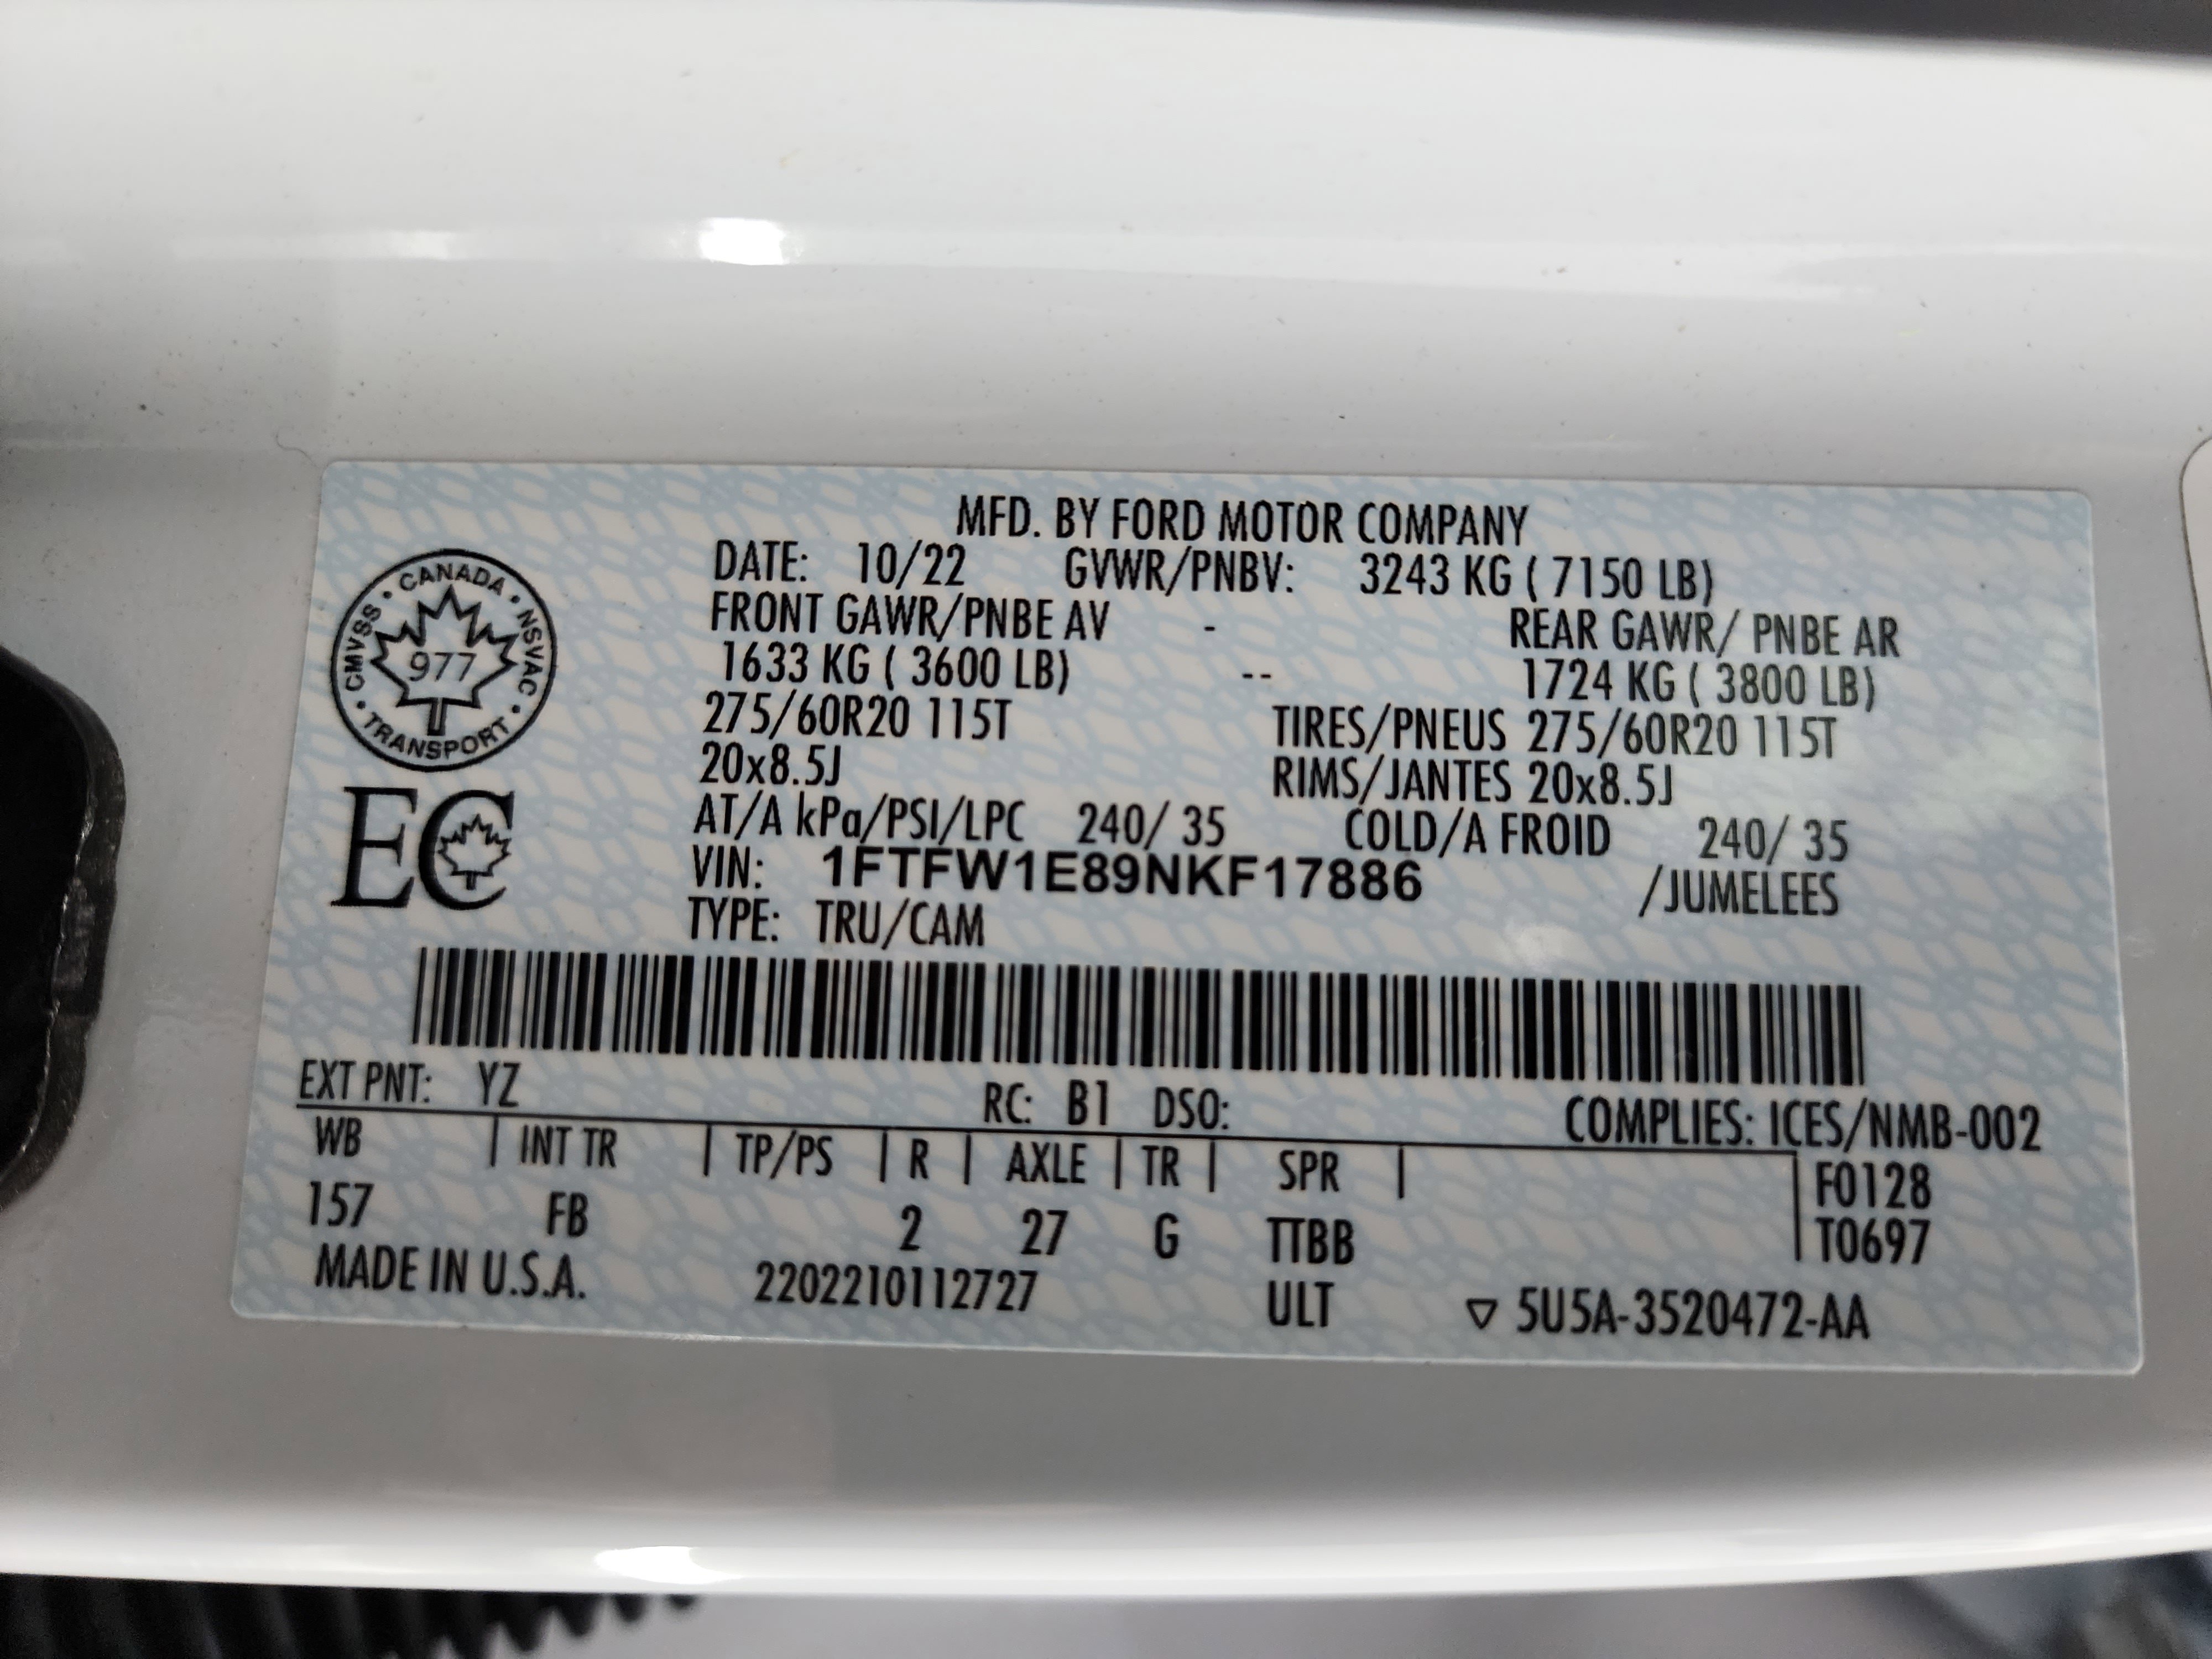 MFD. BY FORD MOTOR COMPANY
DATE: 10/22 GVWR/PNBV: 3243 KG ( 7150 LB)
FRONT GAWR/PNBE AV - REAR GAWR/ PNBE AR
1633 KG ( 3600 LB) -- 1724 KG ( 3800 LB)
275/60R20 115T TIRES/PNEUS 275/60R20 115T
20x8.5J RIMS/JANTES 20x8.5J
AT/A kPa/PSI/LPC 240/ 35 COLD/A FROID 240/ 35
VIN: 1FTFW1E89NKF17886 /JUMELEES
TYPE: TRU/CAM
CANADA • NSVAC • TRANSPORT • CMVSS •
977
EC
EXT PNT: YZ RC: B1 DSO: COMPLIES: ICES/NMB-002
WB | INT TR | TP/PS | R | AXLE | TR | SPR | F0128
157 FB 2 27 G TTBB T0697
MADE IN U.S.A. 2202210112727 ULT ▽ 5U5A-3520472-AA